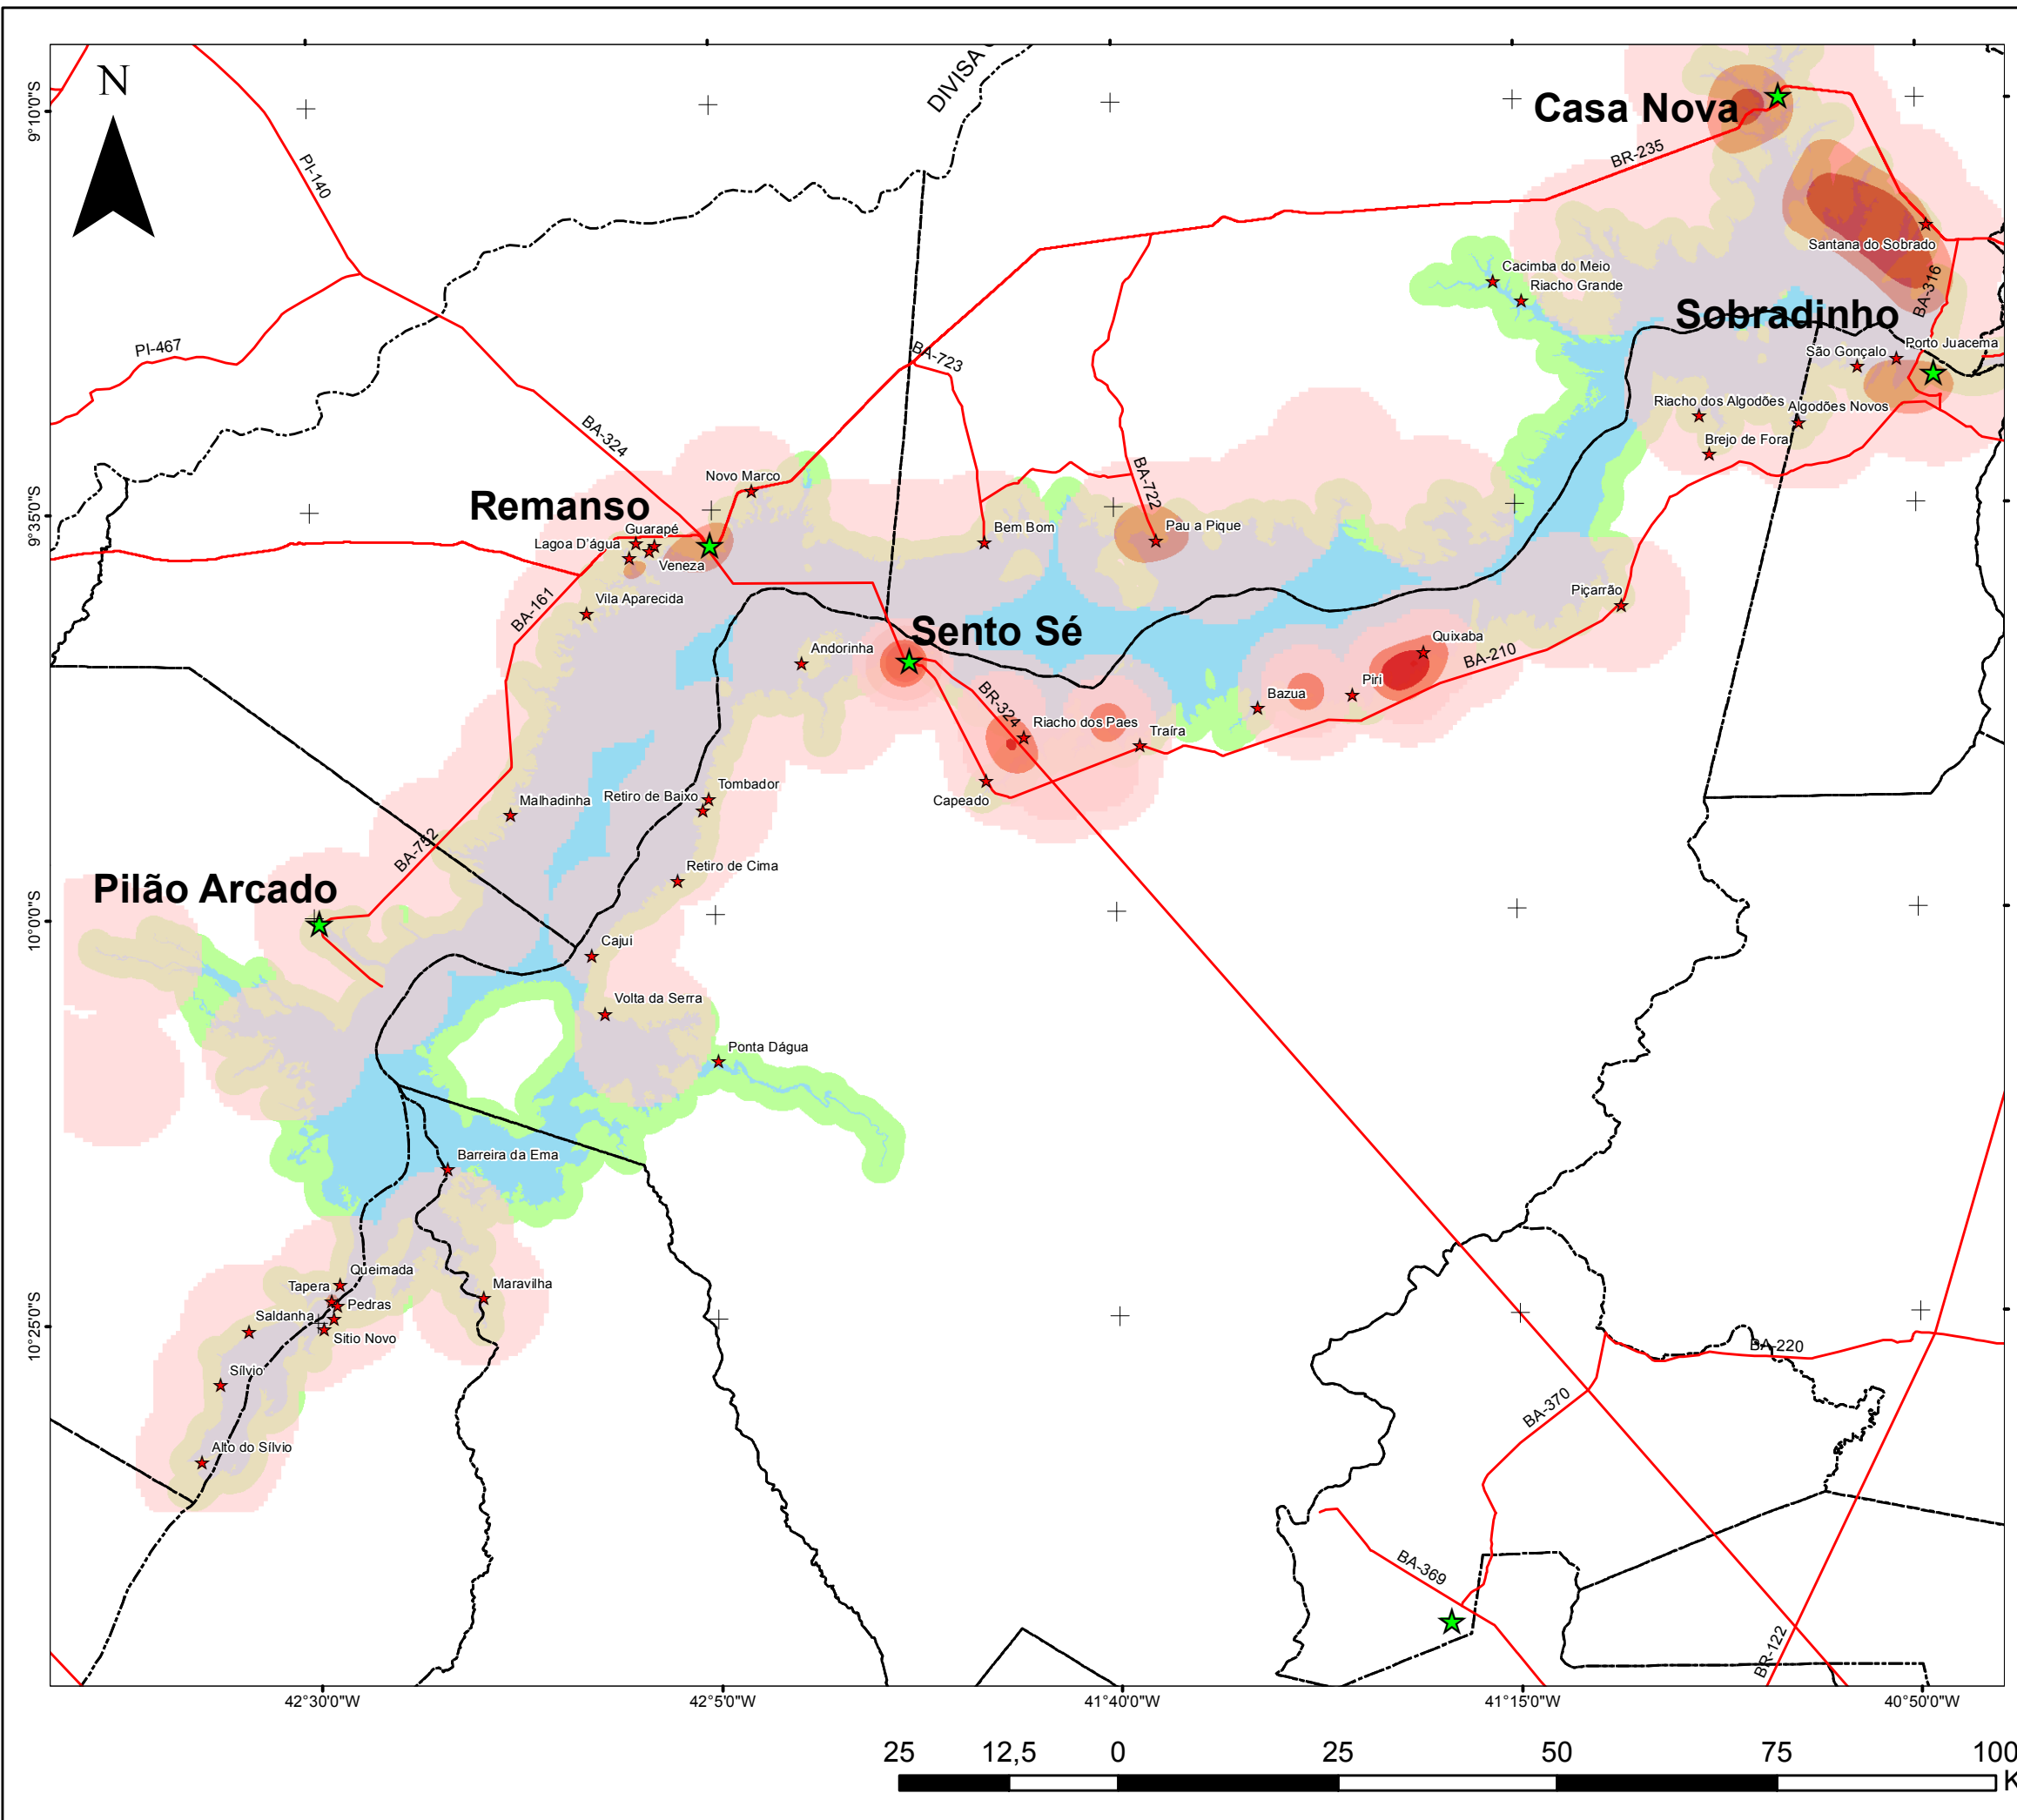 N
DIVISA
9°10'0"S
Casa Nova
BR-235
PI-140
Santana do Sobrado
Cacimba do Meio
Riacho Grande
BA-316
Sobradinho
PI-467
BA-723
Porto Juacema
São Gonçalo
Riacho dos Algodões
Algodões Novos
Brejo de Fora
BA-324
BA-722
Novo Marco
9°35'0"S
Remanso
Guarapé
Lagoa D'água
Veneza
Bem Bom
Pau a Pique
Vila Aparecida
BA-161
Piçarrão
Sento Sé
Andorinha
Quixaba
BA-210
Piri
Bazua
BR-324
Riacho dos Paes
Traíra
Capeado
Tombador
Retiro de Baixo
Malhadinha
BA-752
Retiro de Cima
Pilão Arcado
10°0'0"S
Cajui
Volta da Serra
Ponta Dágua
Barreira da Ema
Queimada
Tapera
Maravilha
Pedras
Saldanha
Sitio Novo
10°25'0"S
BA-220
Sílvio
BA-370
Alto do Sílvio
BA-369
BR-122
42°30'0"W
42°5'0"W
41°40'0"W
41°15'0"W
40°50'0"W
25 12,5 0 25 50 75 100
K